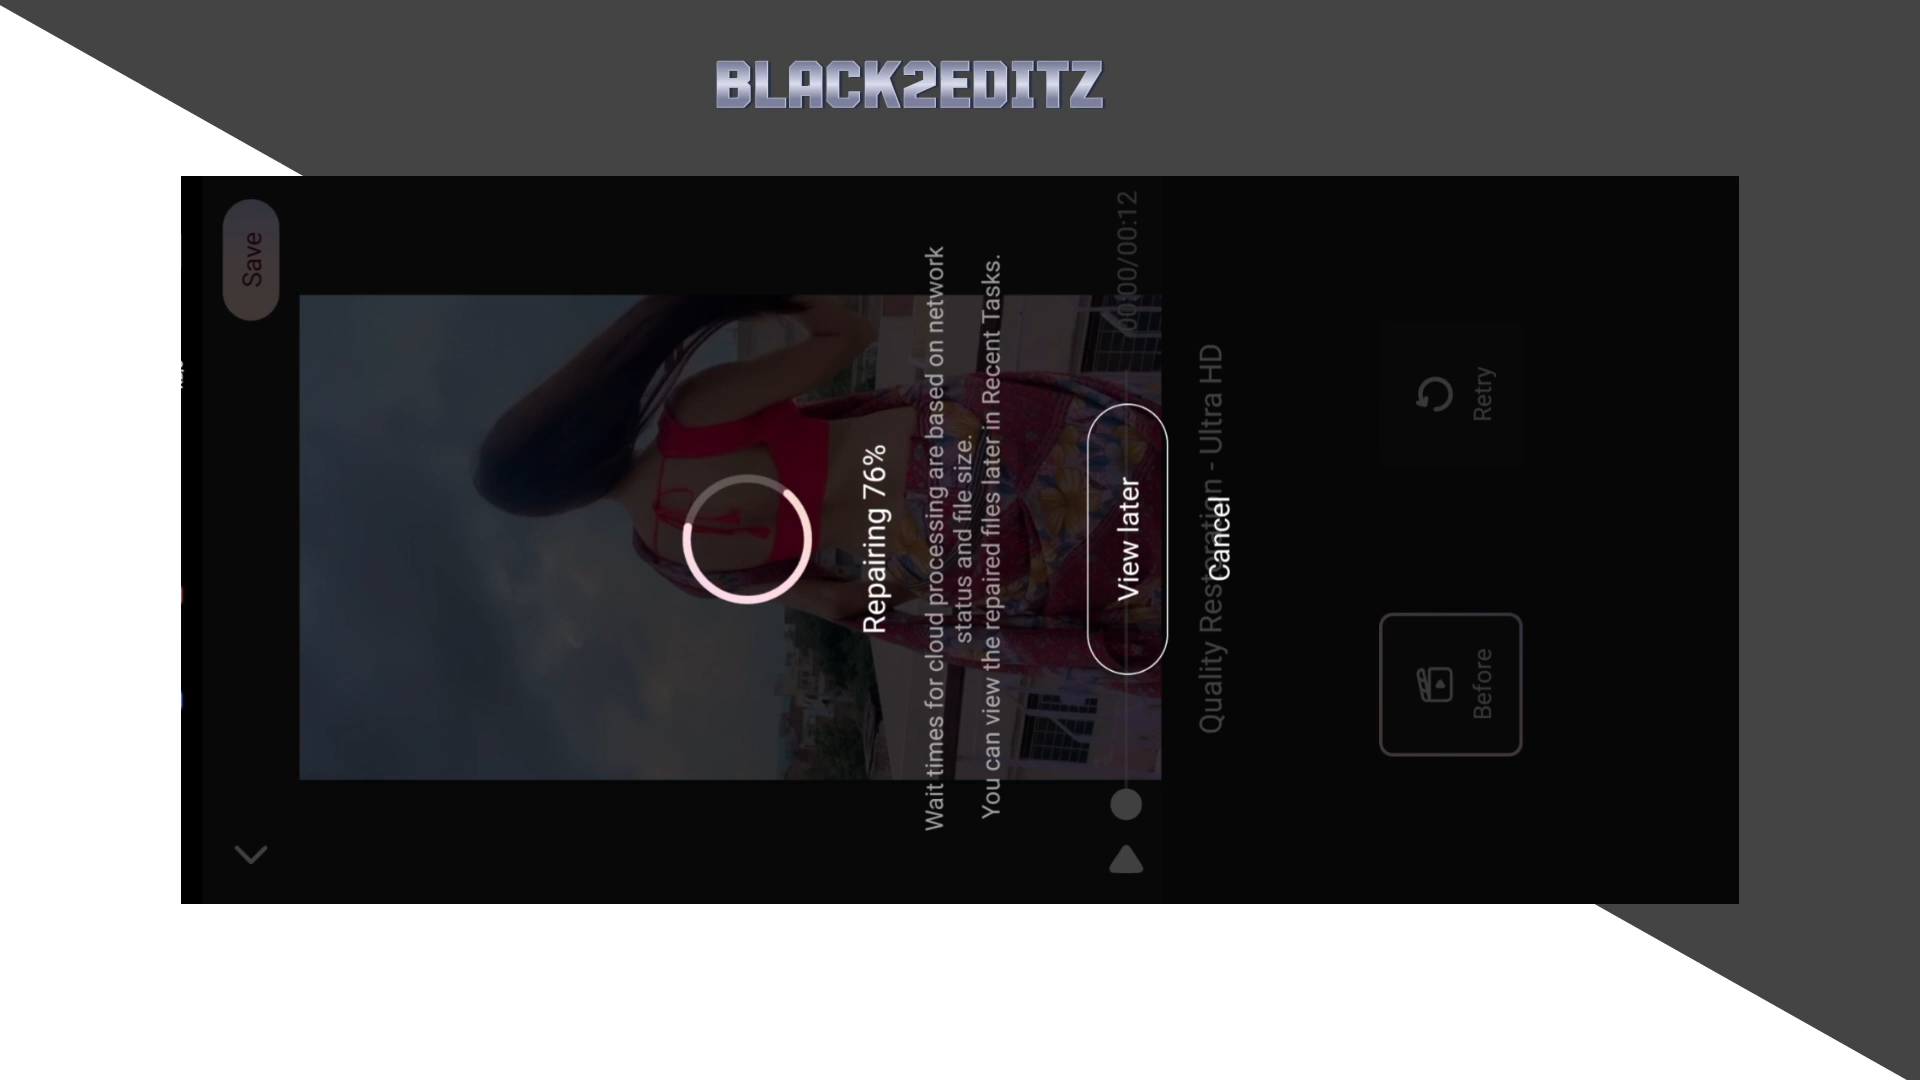 BLACK2EDITZ
Save
Repairing 76%
Wait times for cloud processing are based on network
status and file size.
You can view the repaired files later in Recent Tasks.
00:00/00:12
View later
Quality Restoration - Ultra HD
Cancel
Before
Retry